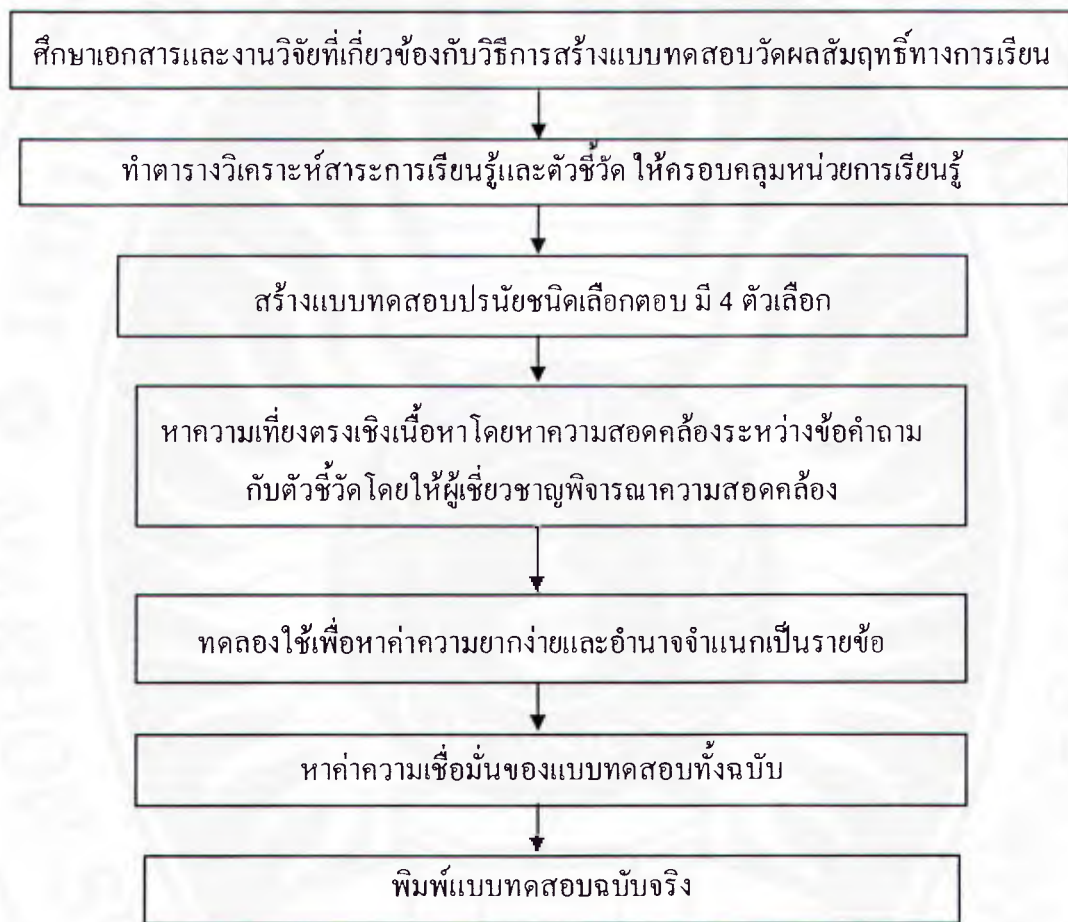 ศึกษาเอกสารและงานวิจัยที่เกี่ยวข้องกับวิธีการสร้างแบบทดสอบวัดผลสัมฤทธิ์ทางการเรียน
ทำตารางวิเคราะห์สาระการเรียนรู้และตัวชี้วัด ให้ครอบคลุมหน่วยการเรียนรู้
สร้างแบบทดสอบปรนัยชนิดเลือกตอบ มี 4 ตัวเลือก
หาความเที่ยงตรงเชิงเนื้อหาโดยหาความสอดคล้องระหว่างข้อคำถาม
กับตัวชี้วัดโดยให้ผู้เชี่ยวชาญพิจารณาความสอดคล้อง
ทดลองใช้เพื่อหาค่าความยากง่ายและอำนาจจำแนกเป็นรายข้อ
หาค่าความเชื่อมั่นของแบบทดสอบทั้งฉบับ
พิมพ์แบบทดสอบฉบับจริง